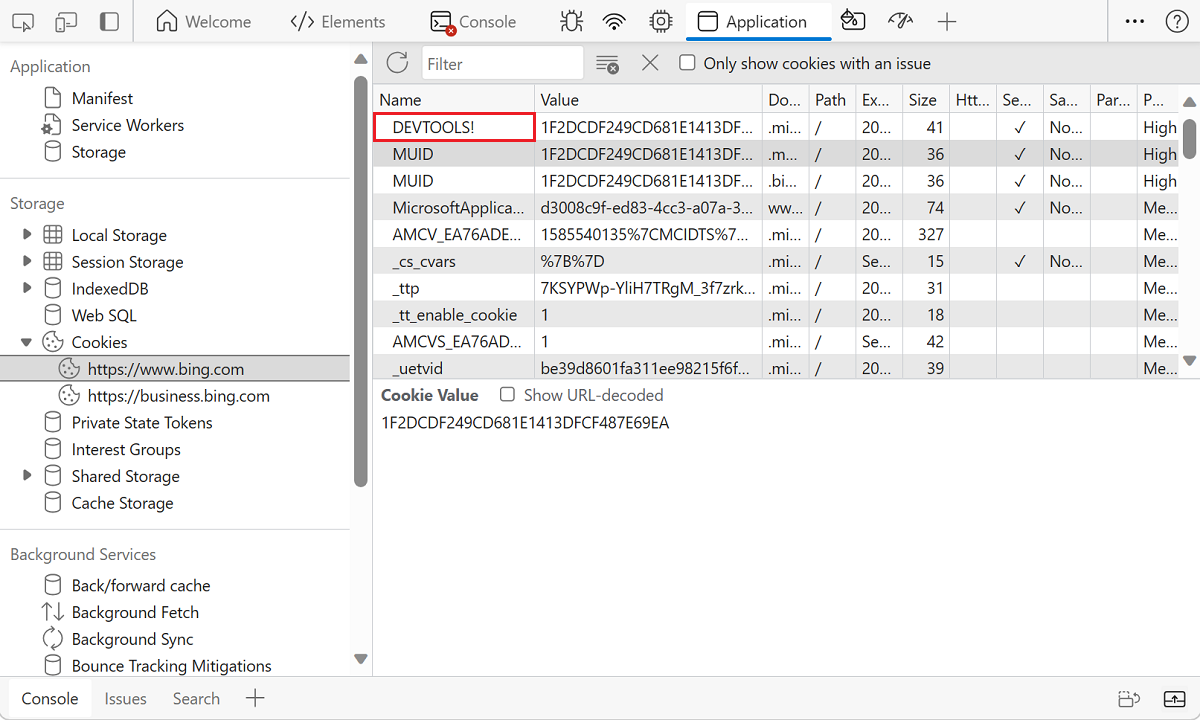 Welcome Elements Console Application
Application
Manifest
Service Workers
Storage
Storage
Local Storage
Session Storage
IndexedDB
Web SQL
Cookies
https://www.bing.com
https://business.bing.com
Private State Tokens
Interest Groups
Shared Storage
Cache Storage
Background Services
Back/forward cache
Background Fetch
Background Sync
Bounce Tracking Mitigations
Filter Only show cookies with an issue
Name Value Do... Path Ex... Size Htt... Se... Sa... Par... P...
DEVTOOLS! 1F2DCDF249CD681E1413DF... .mi... / 20... 41 ✓ No... High
MUID 1F2DCDF249CD681E1413DF... .m... / 20... 36 ✓ No... High
MUID 1F2DCDF249CD681E1413DF... .bi... / 20... 36 ✓ No... High
MicrosoftApplica... d3008c9f-ed83-4cc3-a07a-3... ww... / 20... 74 ✓ No... Me...
AMCV_EA76ADE... 1585540135%7CMCIDTS%7... .mi... / 20... 327 Me...
_cs_cvars %7B%7D .mi... / Se... 15 ✓ No... Me...
_ttp 7KSYPWp-YliH7TRgM_3f7zrk... .mi... / 20... 31 Me...
_tt_enable_cookie 1 .mi... / 20... 18 Me...
AMCVS_EA76AD... 1 .mi... / Se... 42 Me...
_uetvid be39d8601fa311ee98215f6f... .mi... / 20... 39 Me...
Cookie Value Show URL-decoded
1F2DCDF249CD681E1413DFCF487E69EA
Console Issues Search